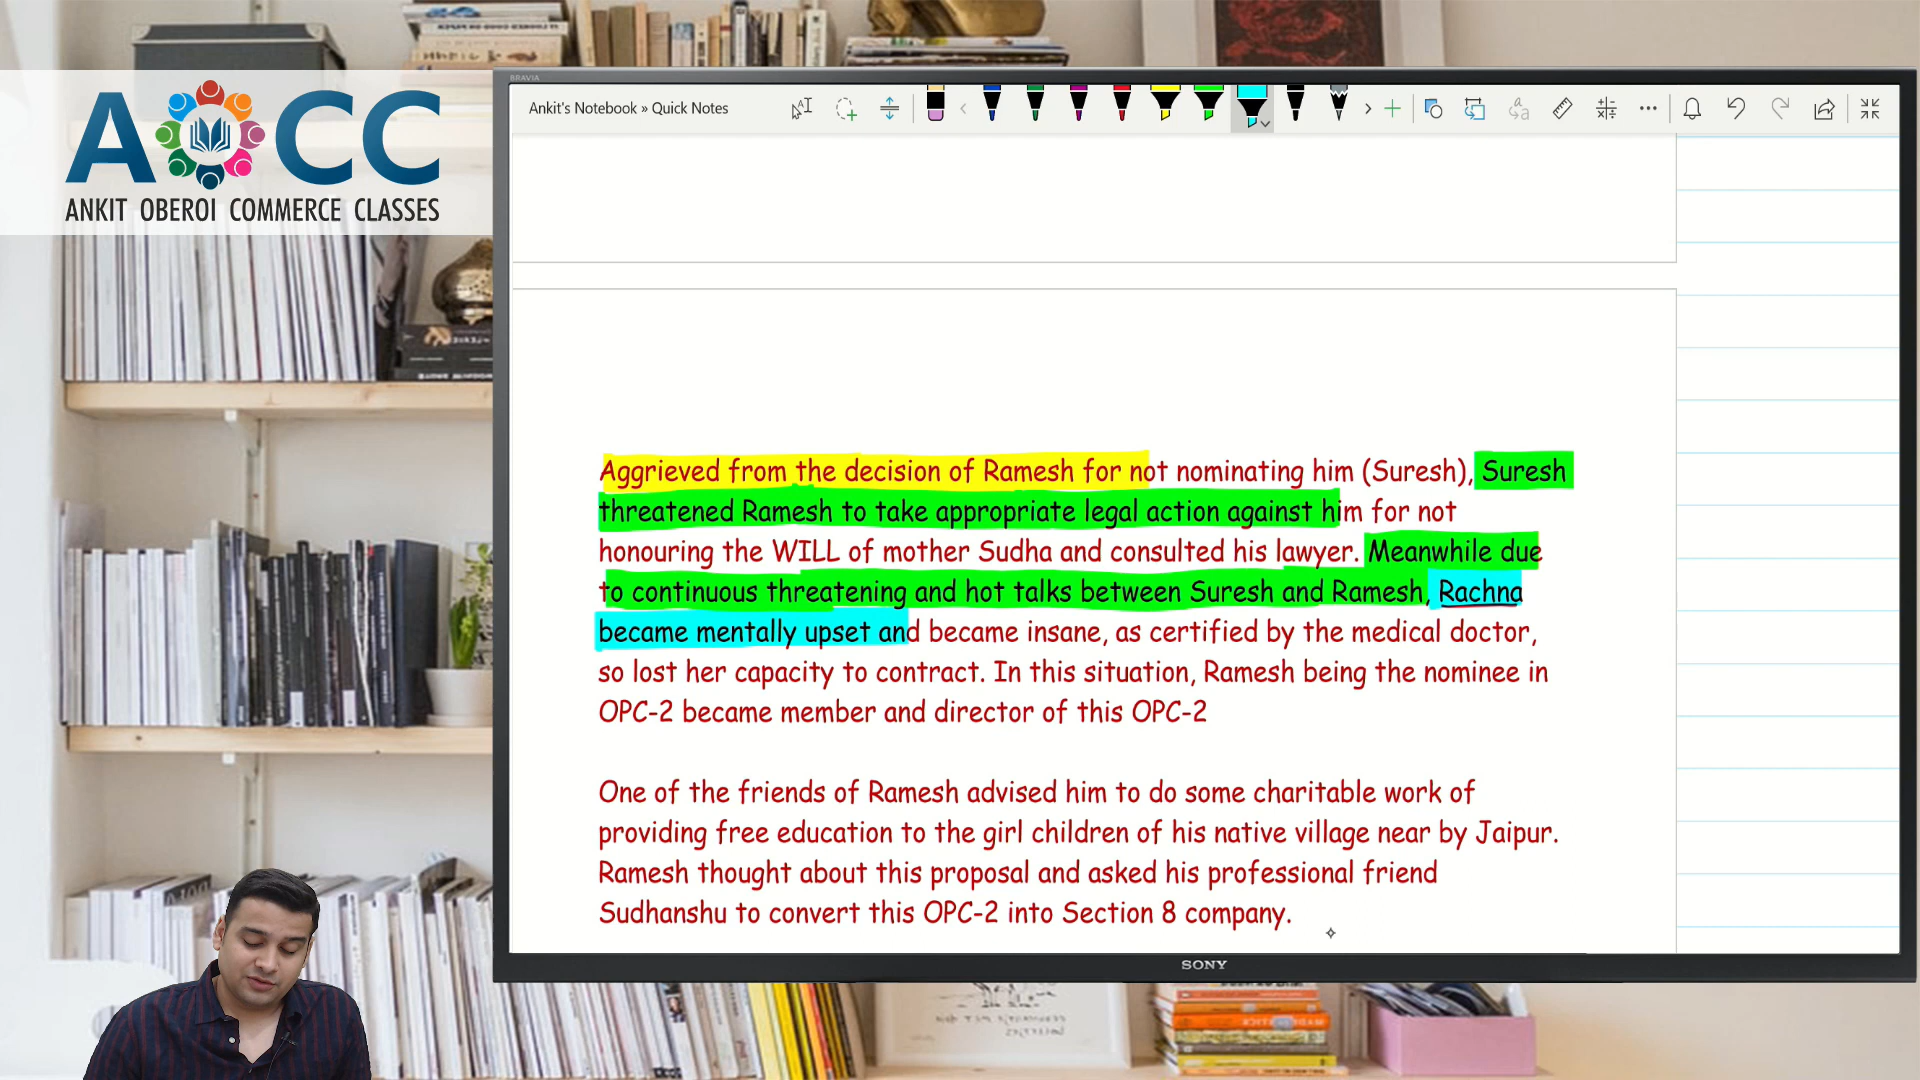 AOCC
ANKIT OBEROI COMMERCE CLASSES
BRAVIA
Ankit's Notebook » Quick Notes
Aggrieved from the decision of Ramesh for not nominating him (Suresh), Suresh
threatened Ramesh to take appropriate legal action against him for not
honouring the WILL of mother Sudha and consulted his lawyer. Meanwhile due
to continuous threatening and hot talks between Suresh and Ramesh, Rachna
became mentally upset and became insane, as certified by the medical doctor,
so lost her capacity to contract. In this situation, Ramesh being the nominee in
OPC-2 became member and director of this OPC-2
One of the friends of Ramesh advised him to do some charitable work of
providing free education to the girl children of his native village near by Jaipur.
Ramesh thought about this proposal and asked his professional friend
Sudhanshu to convert this OPC-2 into Section 8 company.
SONY